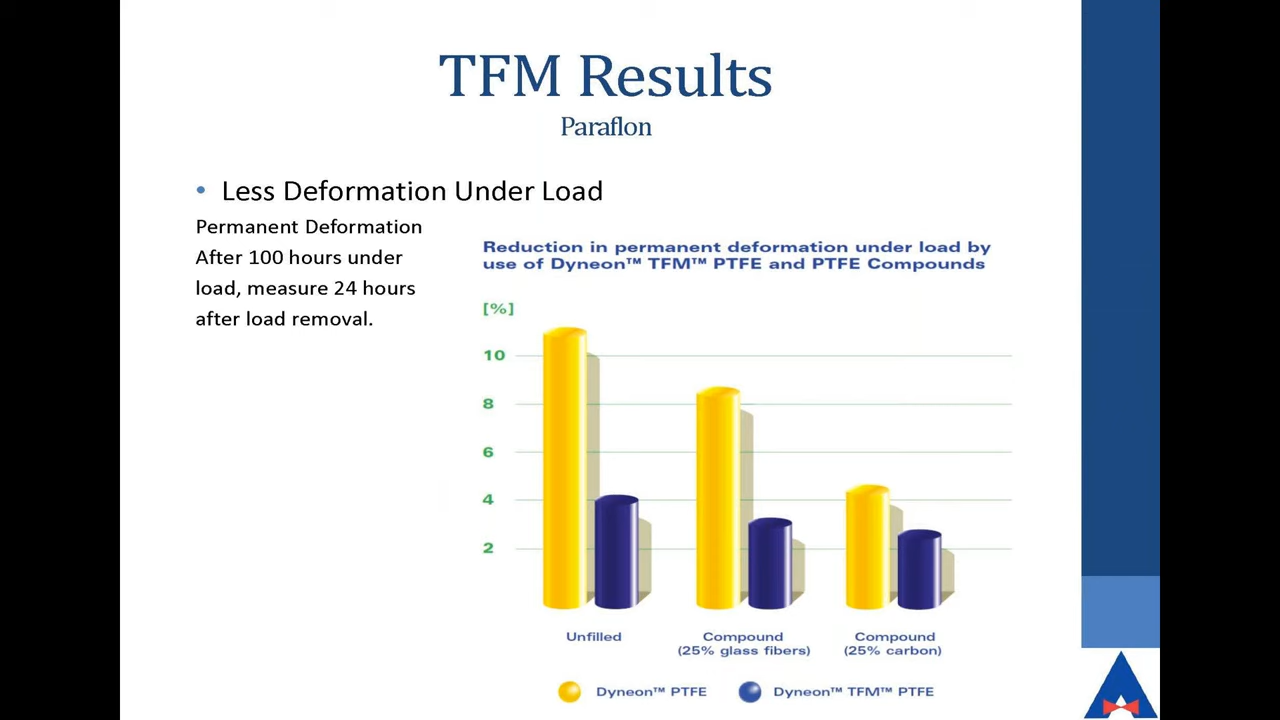 TFM Results
Paraflon
• Less Deformation Under Load
Permanent Deformation
After 100 hours under
load, measure 24 hours
after load removal.
Reduction in permanent deformation under load by
use of Dyneon™ TFM™ PTFE and PTFE Compounds
[%]
10
8
6
4
2
Unfilled
Compound
(25% glass fibers)
Compound
(25% carbon)
Dyneon™ PTFE
Dyneon™ TFM™ PTFE